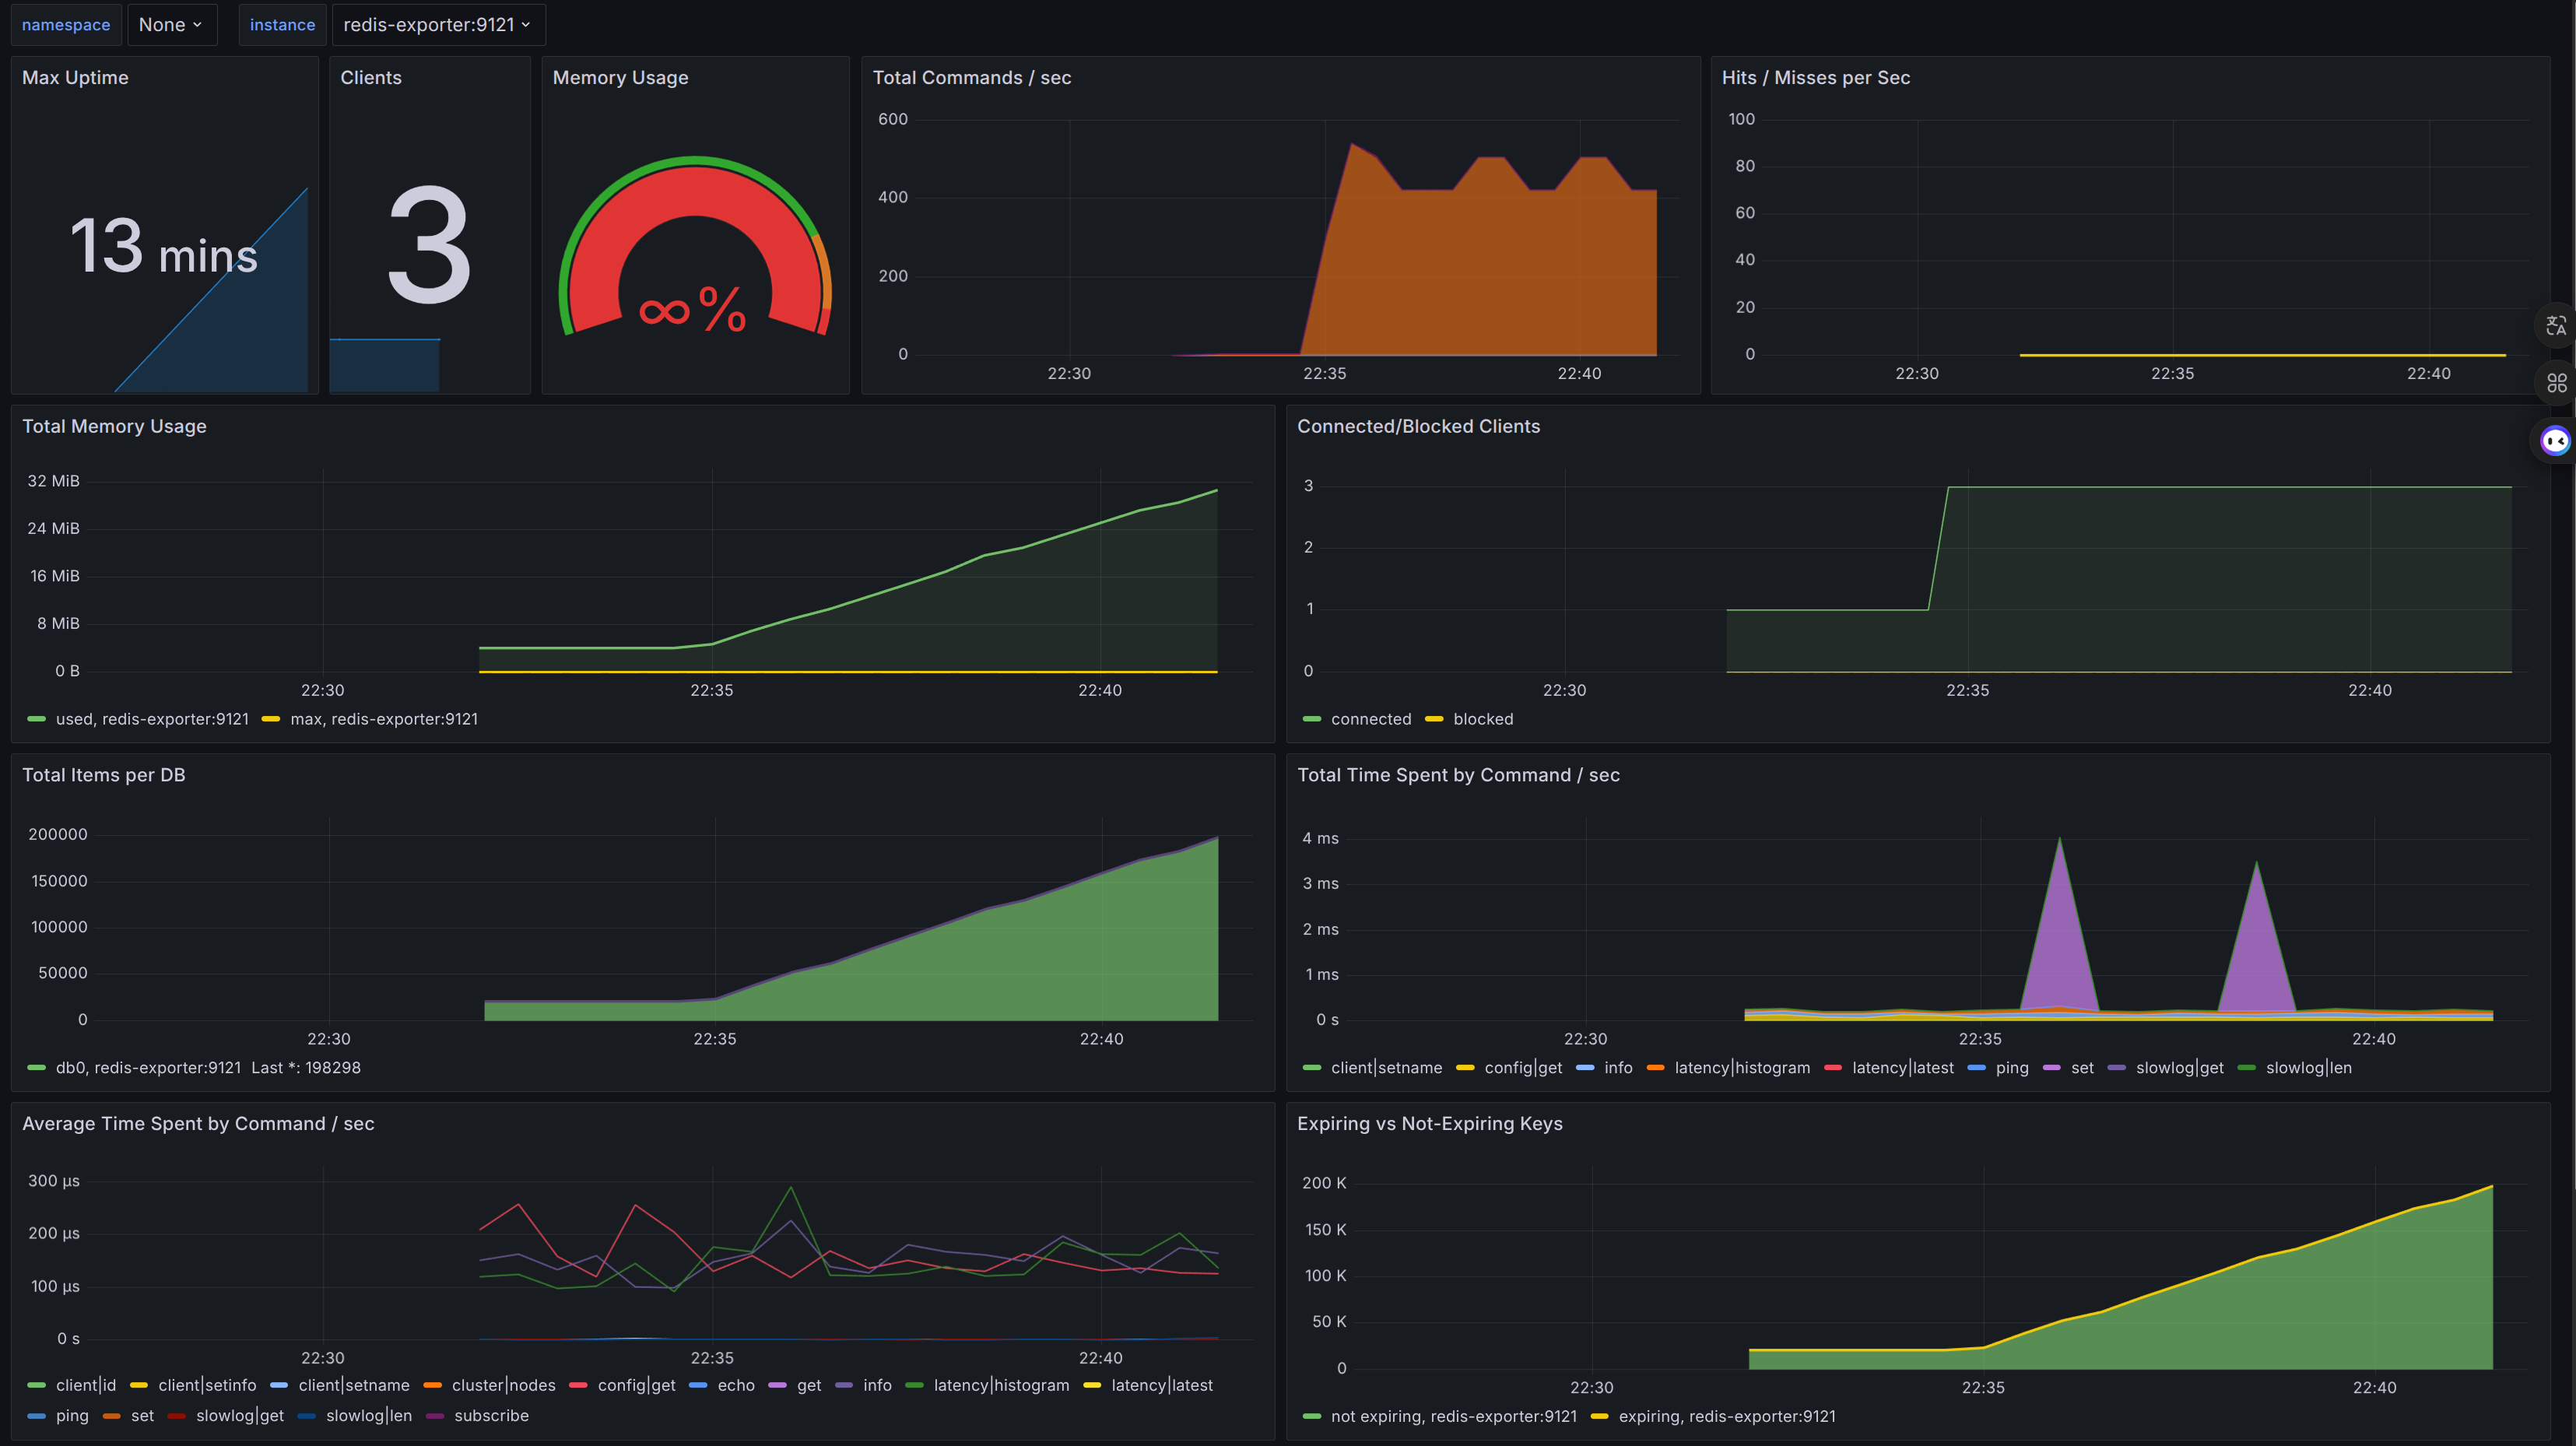 namespace None instance redis-exporter:9121
Max Uptime
13 mins
Clients
3
Memory Usage
∞%
Total Commands / sec
600
400
200
0
22:30 22:35 22:40
Hits / Misses per Sec
100
80
60
40
20
0
22:30 22:35 22:40
Total Memory Usage
32 MiB
24 MiB
16 MiB
8 MiB
0 B
22:30 22:35 22:40
used, redis-exporter:9121 max, redis-exporter:9121
Connected/Blocked Clients
3
2
1
0
22:30 22:35 22:40
connected blocked
Total Items per DB
200000
150000
100000
50000
0
22:30 22:35 22:40
db0, redis-exporter:9121 Last *: 198298
Total Time Spent by Command / sec
4 ms
3 ms
2 ms
1 ms
0 s
22:30 22:35 22:40
client|setname config|get info latency|histogram latency|latest ping set slowlog|get slowlog|len
Average Time Spent by Command / sec
300 µs
200 µs
100 µs
0 s
22:30 22:35 22:40
client|id client|setinfo client|setname cluster|nodes config|get echo get info latency|histogram latency|latest
ping set slowlog|get slowlog|len subscribe
Expiring vs Not-Expiring Keys
200 K
150 K
100 K
50 K
0
22:30 22:35 22:40
not expiring, redis-exporter:9121 expiring, redis-exporter:9121
文A